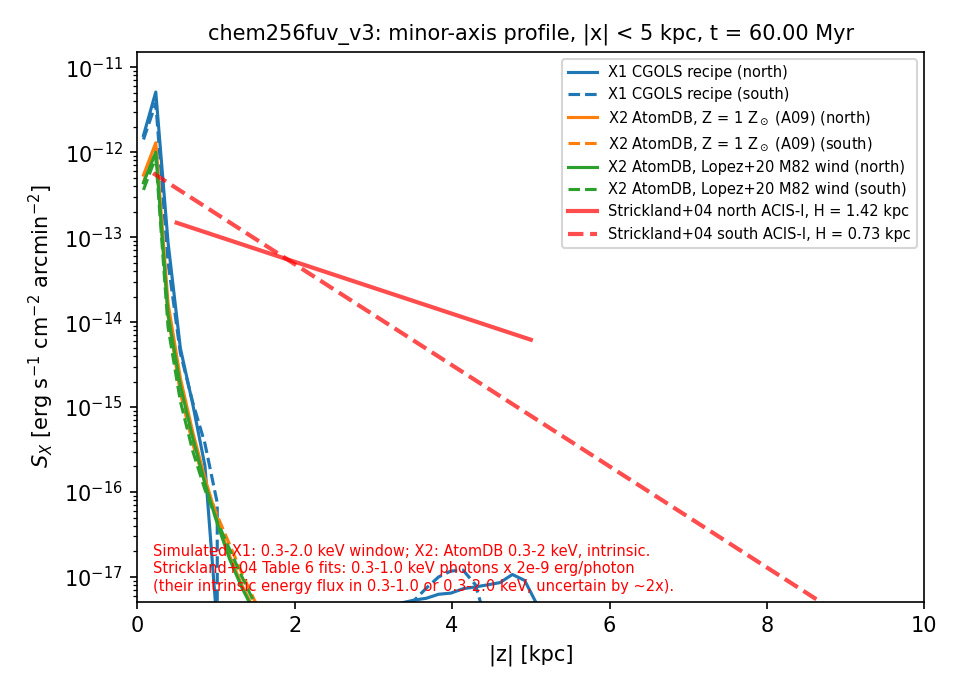 chem256fuv_v3: minor-axis profile, |x| < 5 kpc, t = 60.00 Myr
X1 CGOLS recipe (north)
X1 CGOLS recipe (south)
X2 AtomDB, Z = 1 Z⊙ (A09) (north)
X2 AtomDB, Z = 1 Z⊙ (A09) (south)
X2 AtomDB, Lopez+20 M82 wind (north)
X2 AtomDB, Lopez+20 M82 wind (south)
Strickland+04 north ACIS-I, H = 1.42 kpc
Strickland+04 south ACIS-I, H = 0.73 kpc
10⁻¹¹
10⁻¹²
10⁻¹³
10⁻¹⁴
10⁻¹⁵
10⁻¹⁶
10⁻¹⁷
S_X [erg s⁻¹ cm⁻² arcmin⁻²]
Simulated X1: 0.3-2.0 keV window; X2: AtomDB 0.3-2 keV, intrinsic.
Strickland+04 Table 6 fits: 0.3-1.0 keV photons x 2e-9 erg/photon
(their intrinsic energy flux in 0.3-1.0 or 0.3-2.0 keV, uncertain by ~2x).
0 2 4 6 8 10
|z| [kpc]